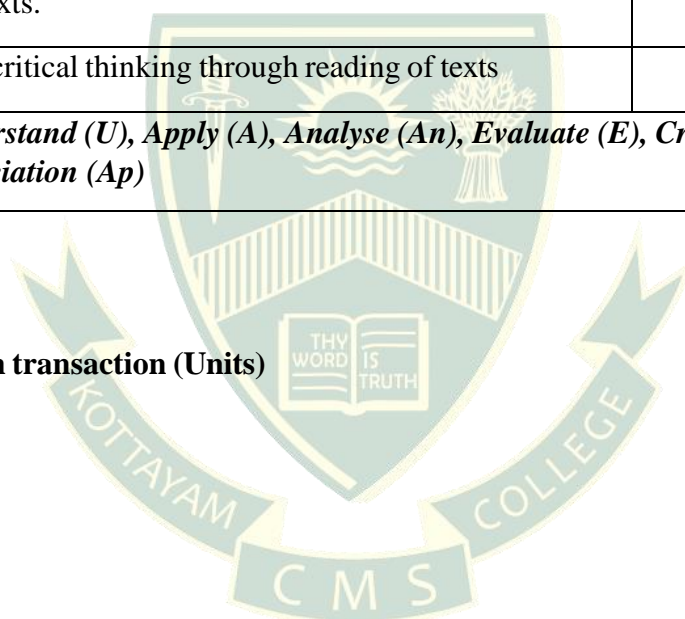 xts.
critical thinking through reading of texts
rstand (U), Apply (A), Analyse (An), Evaluate (E), Cr
iation (Ap)
n transaction (Units)
THY WORD IS TRUTH
KOTTAYAM CMS COLLEGE